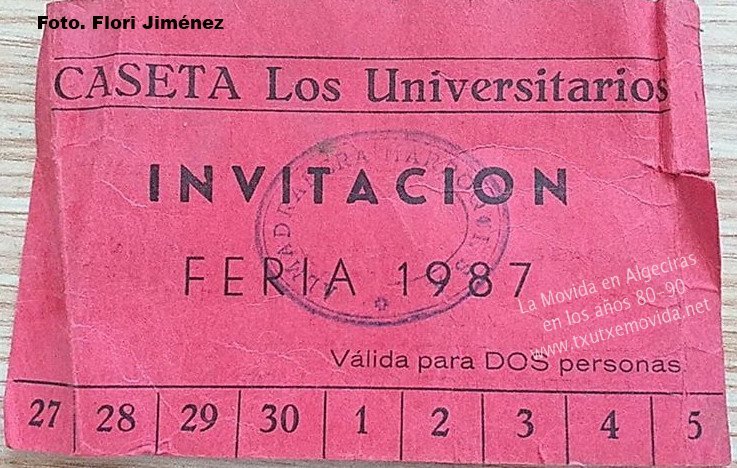 Foto. Flori Jiménez
CASETA Los Universitarios
INVITACION
FERIA 1987
La Movida en Algeciras
en los años 80-90
www.txutxemovida.net
Válida para DOS personas.
27 28 29 30 1 2 3 4 5